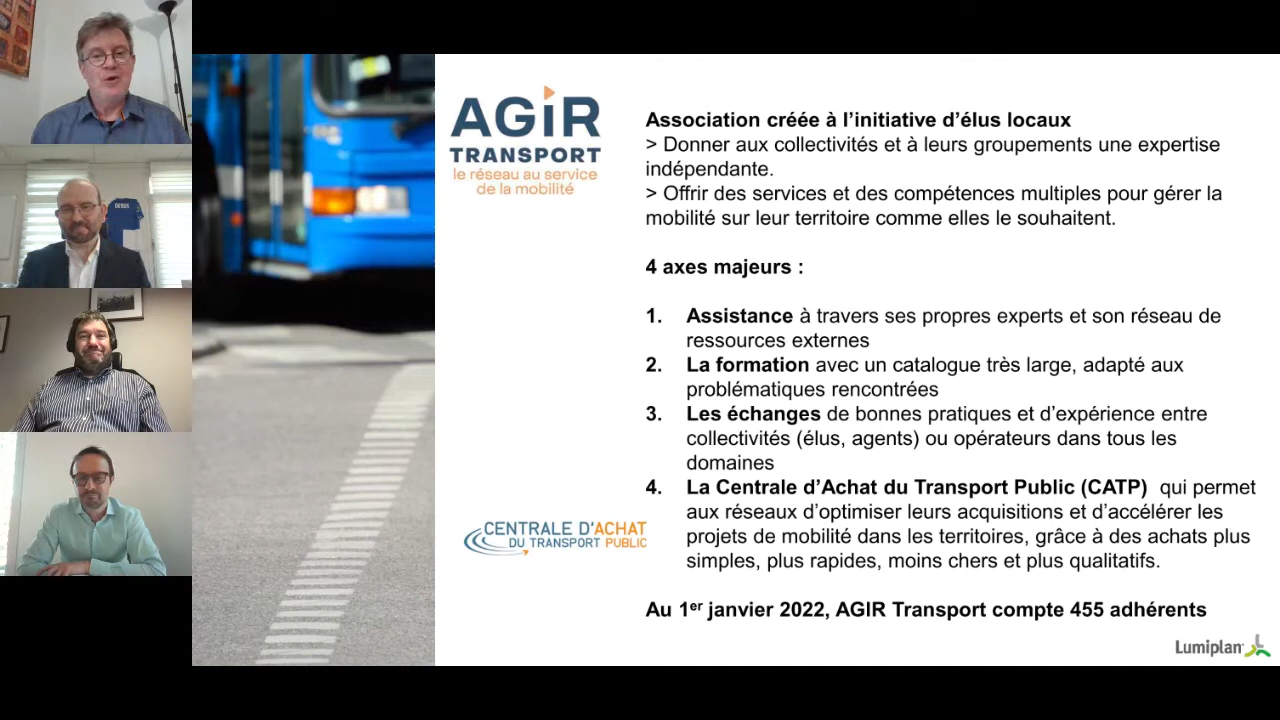 AGIR
TRANSPORT
le réseau au service
de la mobilité
Association créée à l’initiative d’élus locaux
> Donner aux collectivités et à leurs groupements une expertise
indépendante.
> Offrir des services et des compétences multiples pour gérer la
mobilité sur leur territoire comme elles le souhaitent.
4 axes majeurs :
1. Assistance à travers ses propres experts et son réseau de
ressources externes
2. La formation avec un catalogue très large, adapté aux
problématiques rencontrées
3. Les échanges de bonnes pratiques et d’expérience entre
collectivités (élus, agents) ou opérateurs dans tous les
domaines
4. La Centrale d’Achat du Transport Public (CATP) qui permet
aux réseaux d’optimiser leurs acquisitions et d’accélérer les
projets de mobilité dans les territoires, grâce à des achats plus
simples, plus rapides, moins chers et plus qualitatifs.
CENTRALE D'ACHAT
DU TRANSPORT PUBLIC
Au 1er janvier 2022, AGIR Transport compte 455 adhérents
Lumiplan